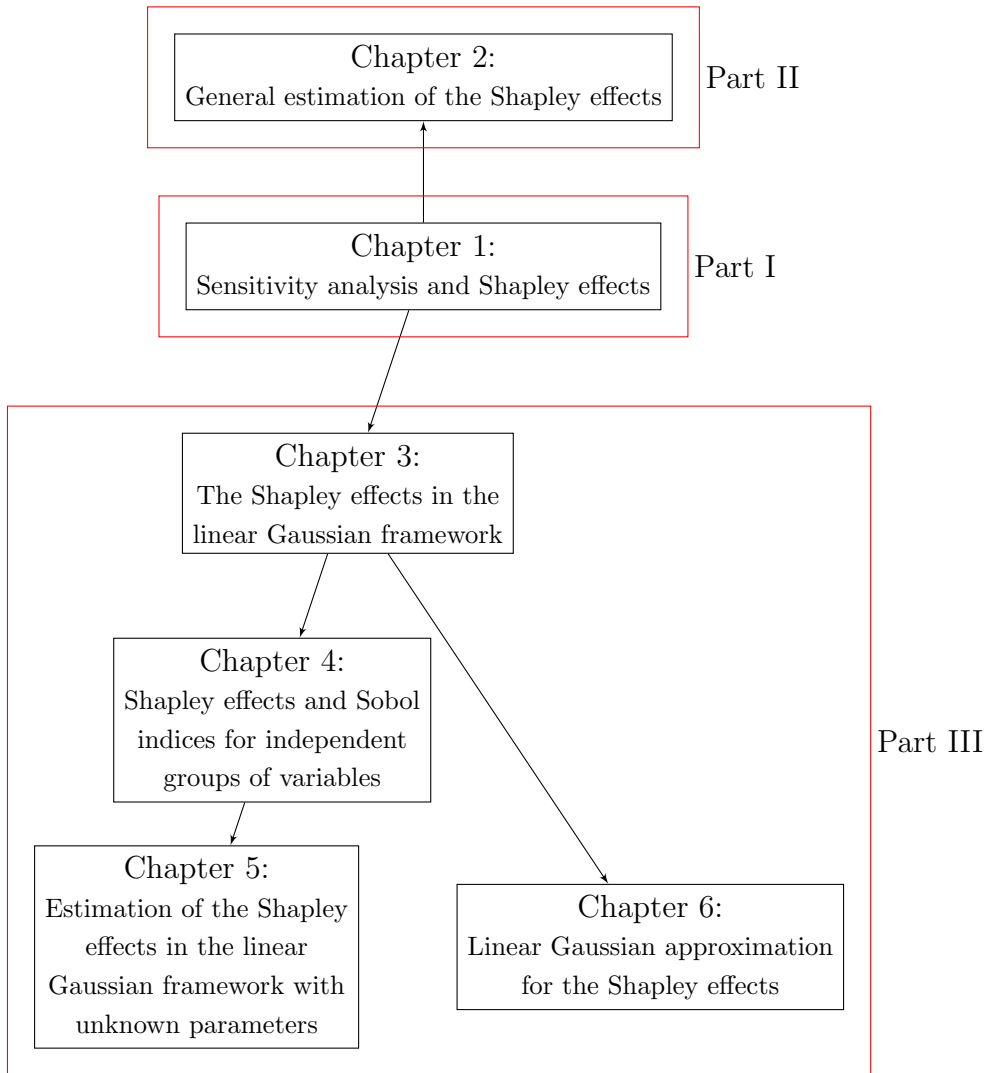 Chapter 2:
General estimation of the Shapley effects
Part II
Chapter 1:
Sensitivity analysis and Shapley effects
Part I
Chapter 3:
The Shapley effects in the
linear Gaussian framework
Chapter 4:
Shapley effects and Sobol
indices for independent
groups of variables
Part III
Chapter 5:
Estimation of the Shapley
effects in the linear
Gaussian framework with
unknown parameters
Chapter 6:
Linear Gaussian approximation
for the Shapley effects